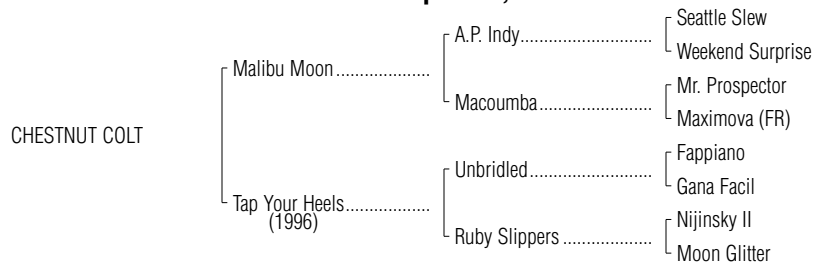 Seattle Slew
A.P. Indy
Weekend Surprise
Malibu Moon
Mr. Prospector
Macoumba
Maximova (FR)
CHESTNUT COLT
Fappiano
Unbridled
Gana Facil
Tap Your Heels
(1996)
Nijinsky II
Ruby Slippers
Moon Glitter